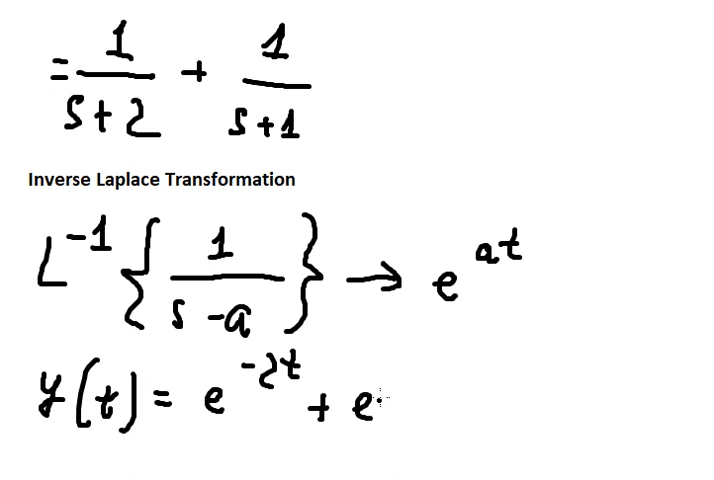 = 1/(s+2) + 1/(s+1)
Inverse Laplace Transformation
L^-1 { 1/(s-a) } → e^at
y(t) = e^-2t + e